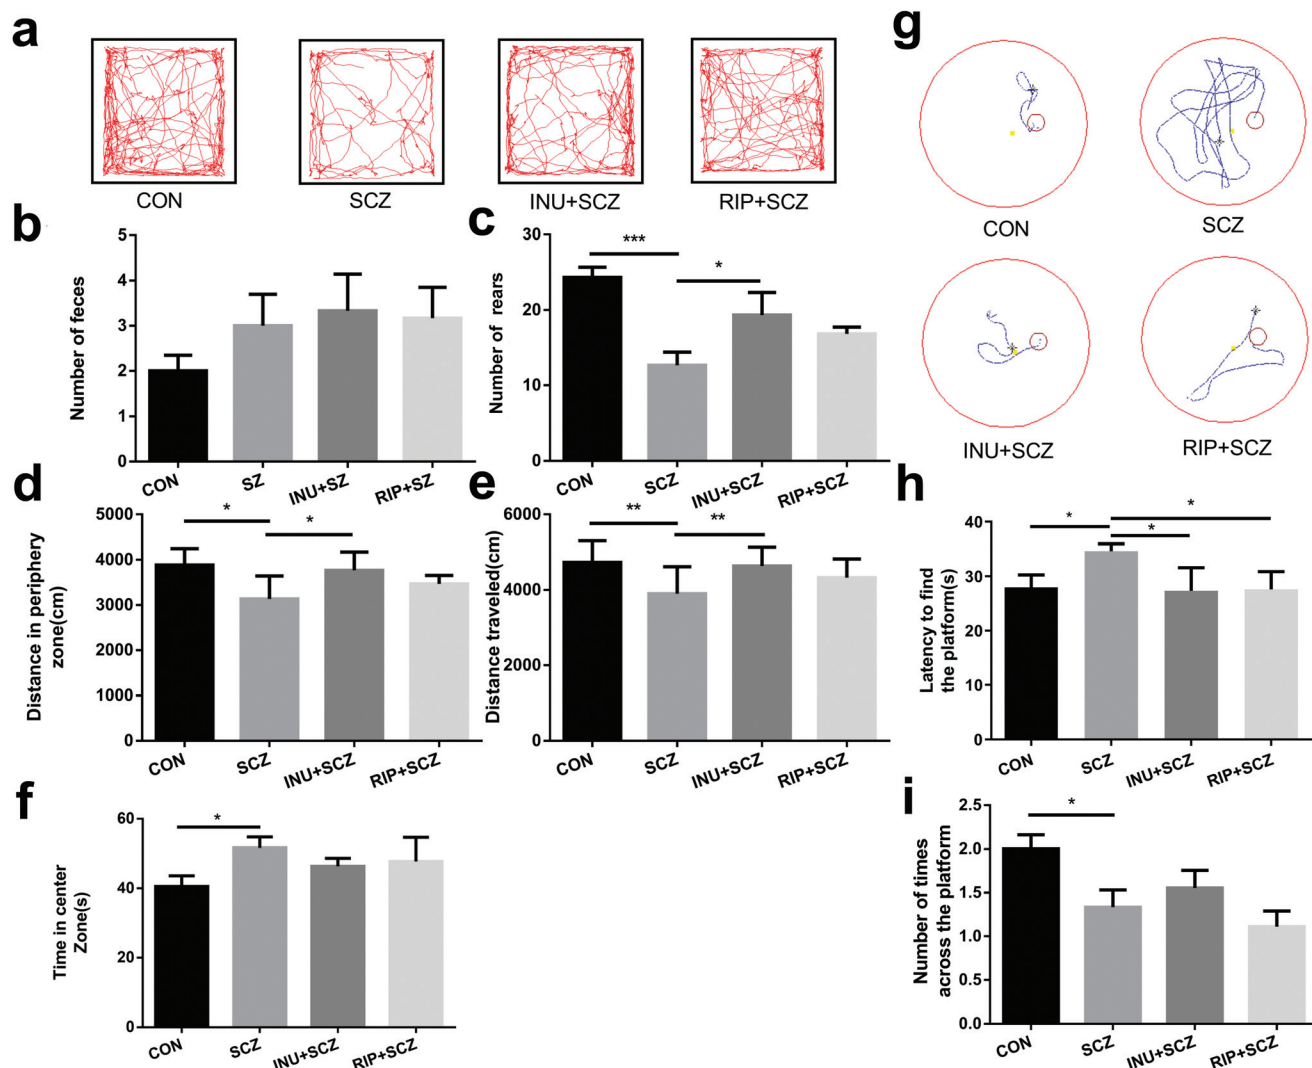 a
CON
SCZ
INU+SCZ
RIP+SCZ
b
Number of feces
5
4
3
2
1
0
CON
SZ
INU+SZ
RIP+SZ
c
Number of rears
30
20
10
0
***
*
CON
SCZ
INU+SCZ
RIP+SCZ
d
Distance in periphery
zone(cm)
5000
4000
3000
2000
1000
0
*
*
CON
SCZ
INU+SCZ
RIP+SCZ
e
Distance traveled(cm)
6000
4000
2000
0
**
**
CON
SCZ
INU+SCZ
RIP+SCZ
f
Time in center
Zone(s)
60
40
20
0
*
CON
SCZ
INU+SCZ
RIP+SCZ
g
CON
SCZ
INU+SCZ
RIP+SCZ
h
Latency to find
the platform(s)
40
30
20
10
0
*
*
*
CON
SCZ
INU+SCZ
RIP+SCZ
i
Number of times
across the platform
2.5
2.0
1.5
1.0
0.5
0.0
*
CON
SCZ
INU+SCZ
RIP+SCZ